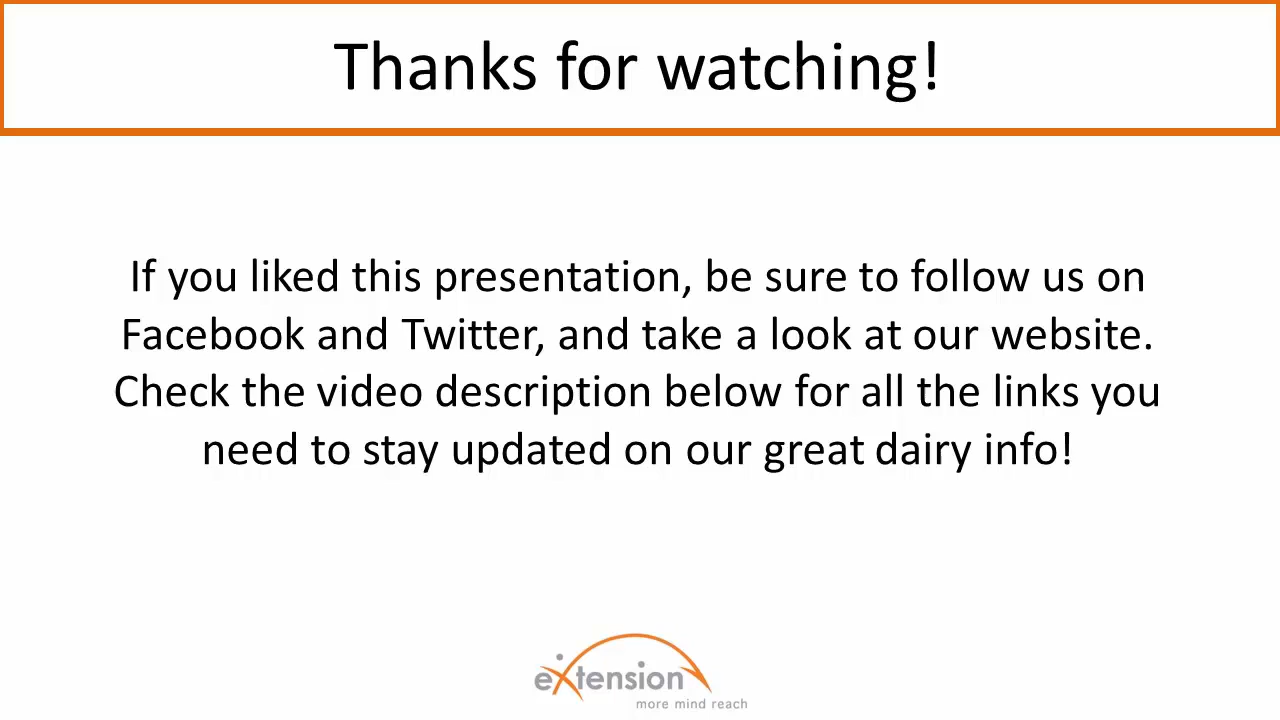 Thanks for watching!
If you liked this presentation, be sure to follow us on
Facebook and Twitter, and take a look at our website.
Check the video description below for all the links you
need to stay updated on our great dairy info!
eXtension
more mind reach